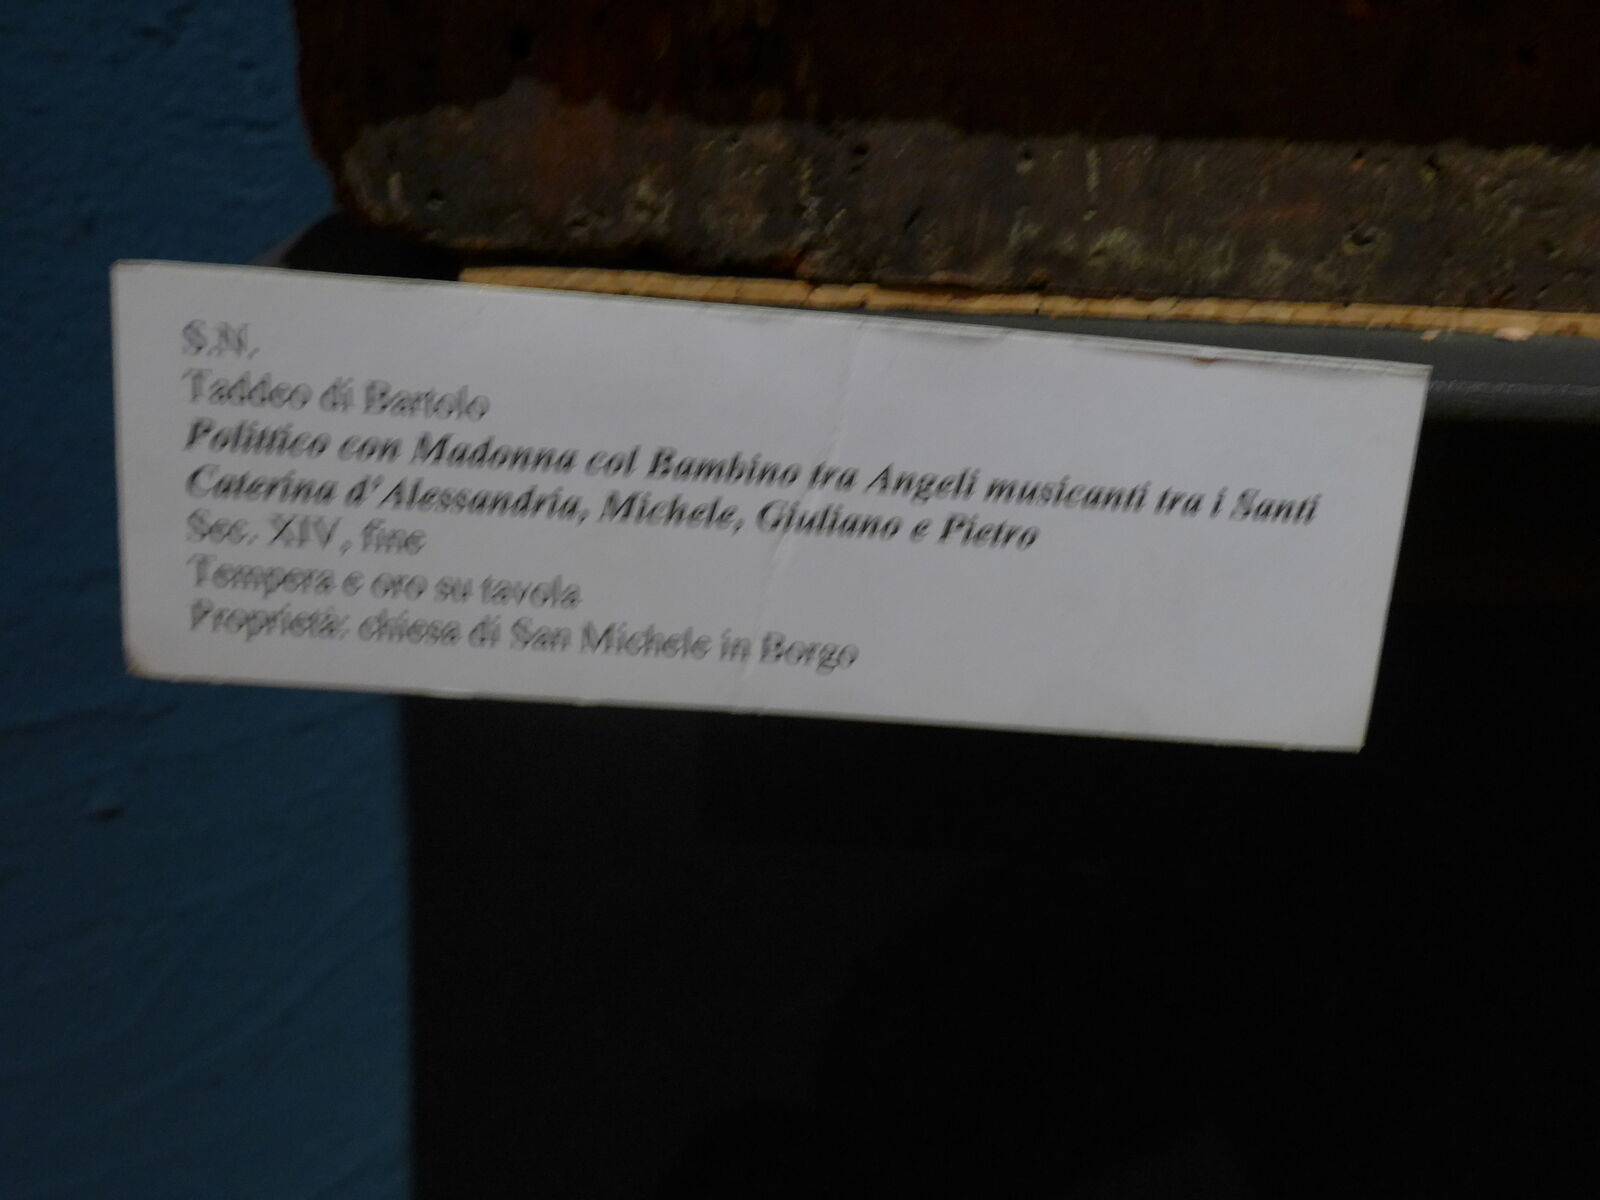 S.N.
Taddeo di Bartolo
Polittico con Madonna col Bambino tra Angeli musicanti tra i Santi
Caterina d'Alessandria, Michele, Giuliano e Pietro
Sec. XIV, fine
Tempera e oro su tavola
Proprietà: chiesa di San Michele in Borgo